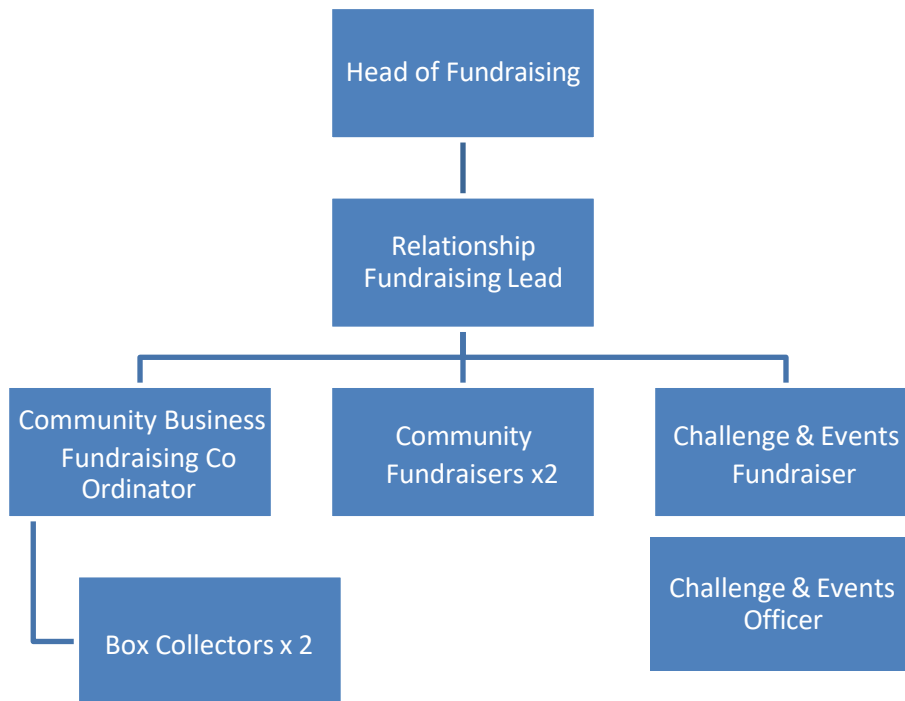 Head of Fundraising
Relationship
Fundraising Lead
Community Business
Fundraising Co
Ordinator
Community
Fundraisers x2
Challenge & Events
Fundraiser
Box Collectors x 2
Challenge & Events
Officer